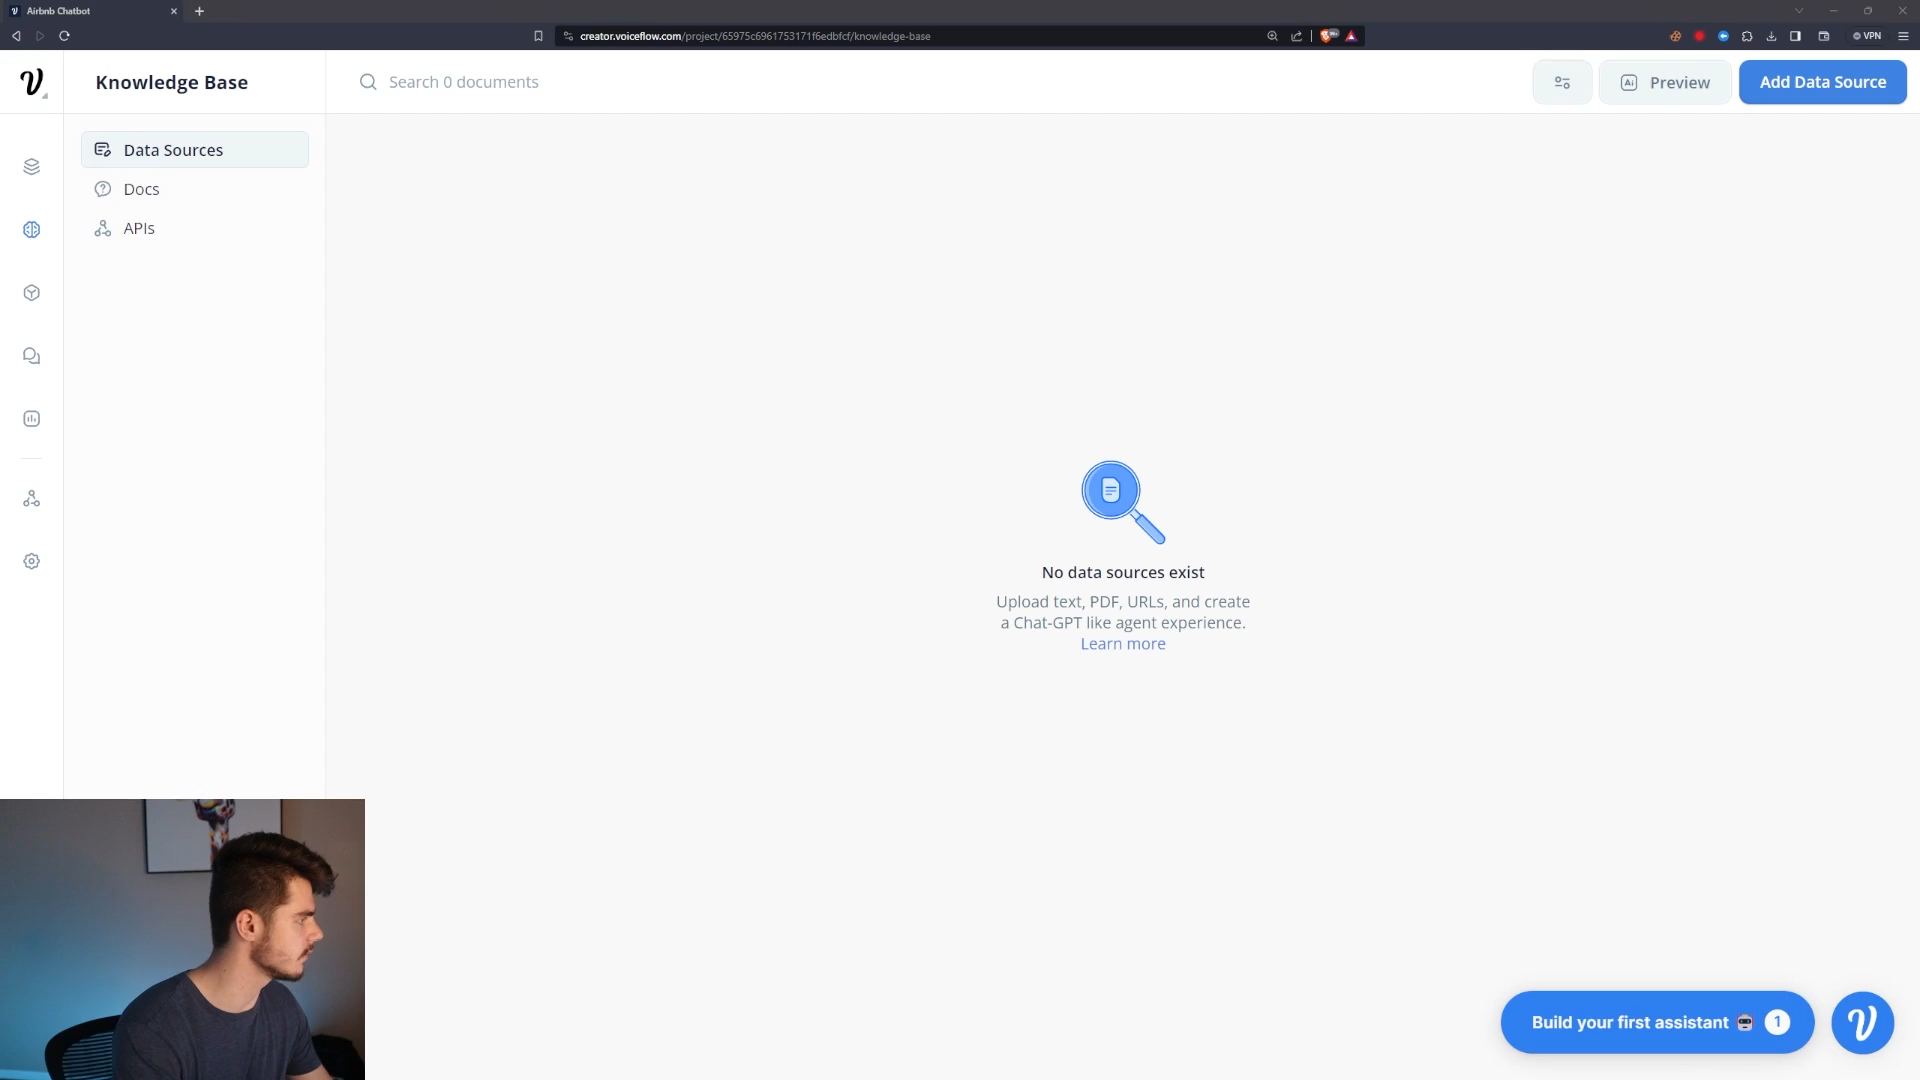 Airbnb Chatbot
creator.voiceflow.com/project/65975c6961753171f6edbfcf/knowledge-base
VPN
Knowledge Base
Search 0 documents
Preview
Add Data Source
Data Sources
Docs
APIs
No data sources exist
Upload text, PDF, URLs, and create
a Chat-GPT like agent experience.
Learn more
Build your first assistant 🤖 1